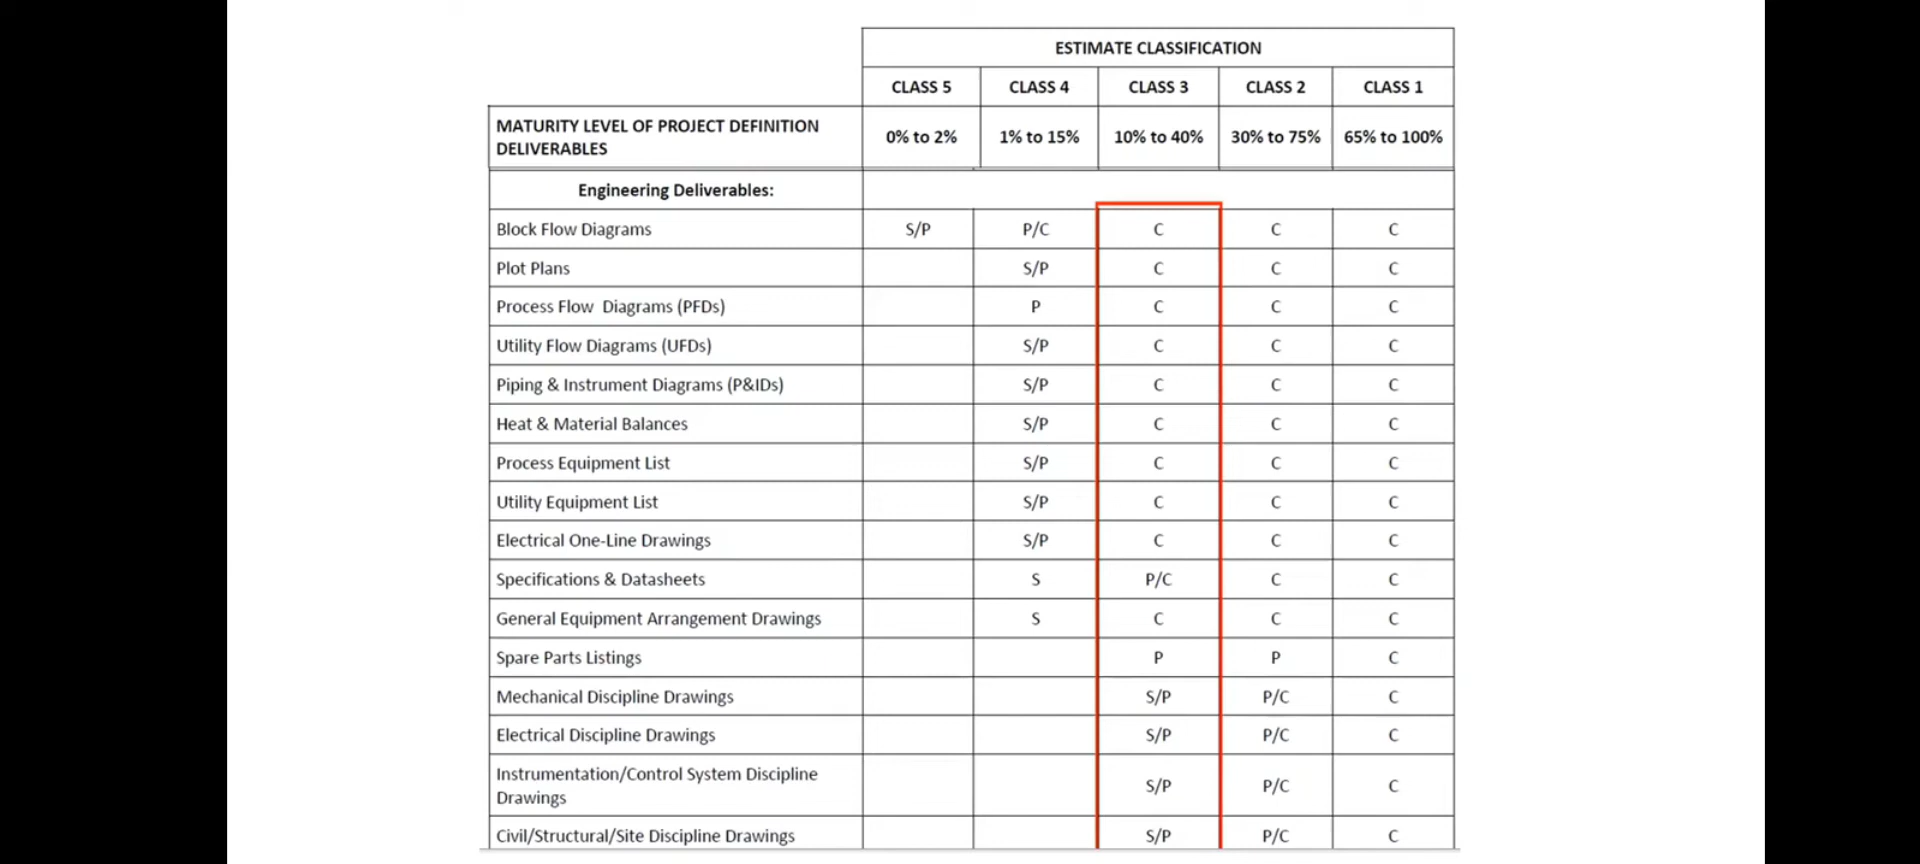 ESTIMATE CLASSIFICATION
CLASS 5 CLASS 4 CLASS 3 CLASS 2 CLASS 1
MATURITY LEVEL OF PROJECT DEFINITION
DELIVERABLES 0% to 2% 1% to 15% 10% to 40% 30% to 75% 65% to 100%
Engineering Deliverables:
Block Flow Diagrams S/P P/C C C C
Plot Plans S/P C C C
Process Flow Diagrams (PFDs) P C C C
Utility Flow Diagrams (UFDs) S/P C C C
Piping & Instrument Diagrams (P&IDs) S/P C C C
Heat & Material Balances S/P C C C
Process Equipment List S/P C C C
Utility Equipment List S/P C C C
Electrical One-Line Drawings S/P C C C
Specifications & Datasheets S P/C C C
General Equipment Arrangement Drawings S C C C
Spare Parts Listings P P C
Mechanical Discipline Drawings S/P P/C C
Electrical Discipline Drawings S/P P/C C
Instrumentation/Control System Discipline
Drawings S/P P/C C
Civil/Structural/Site Discipline Drawings S/P P/C C